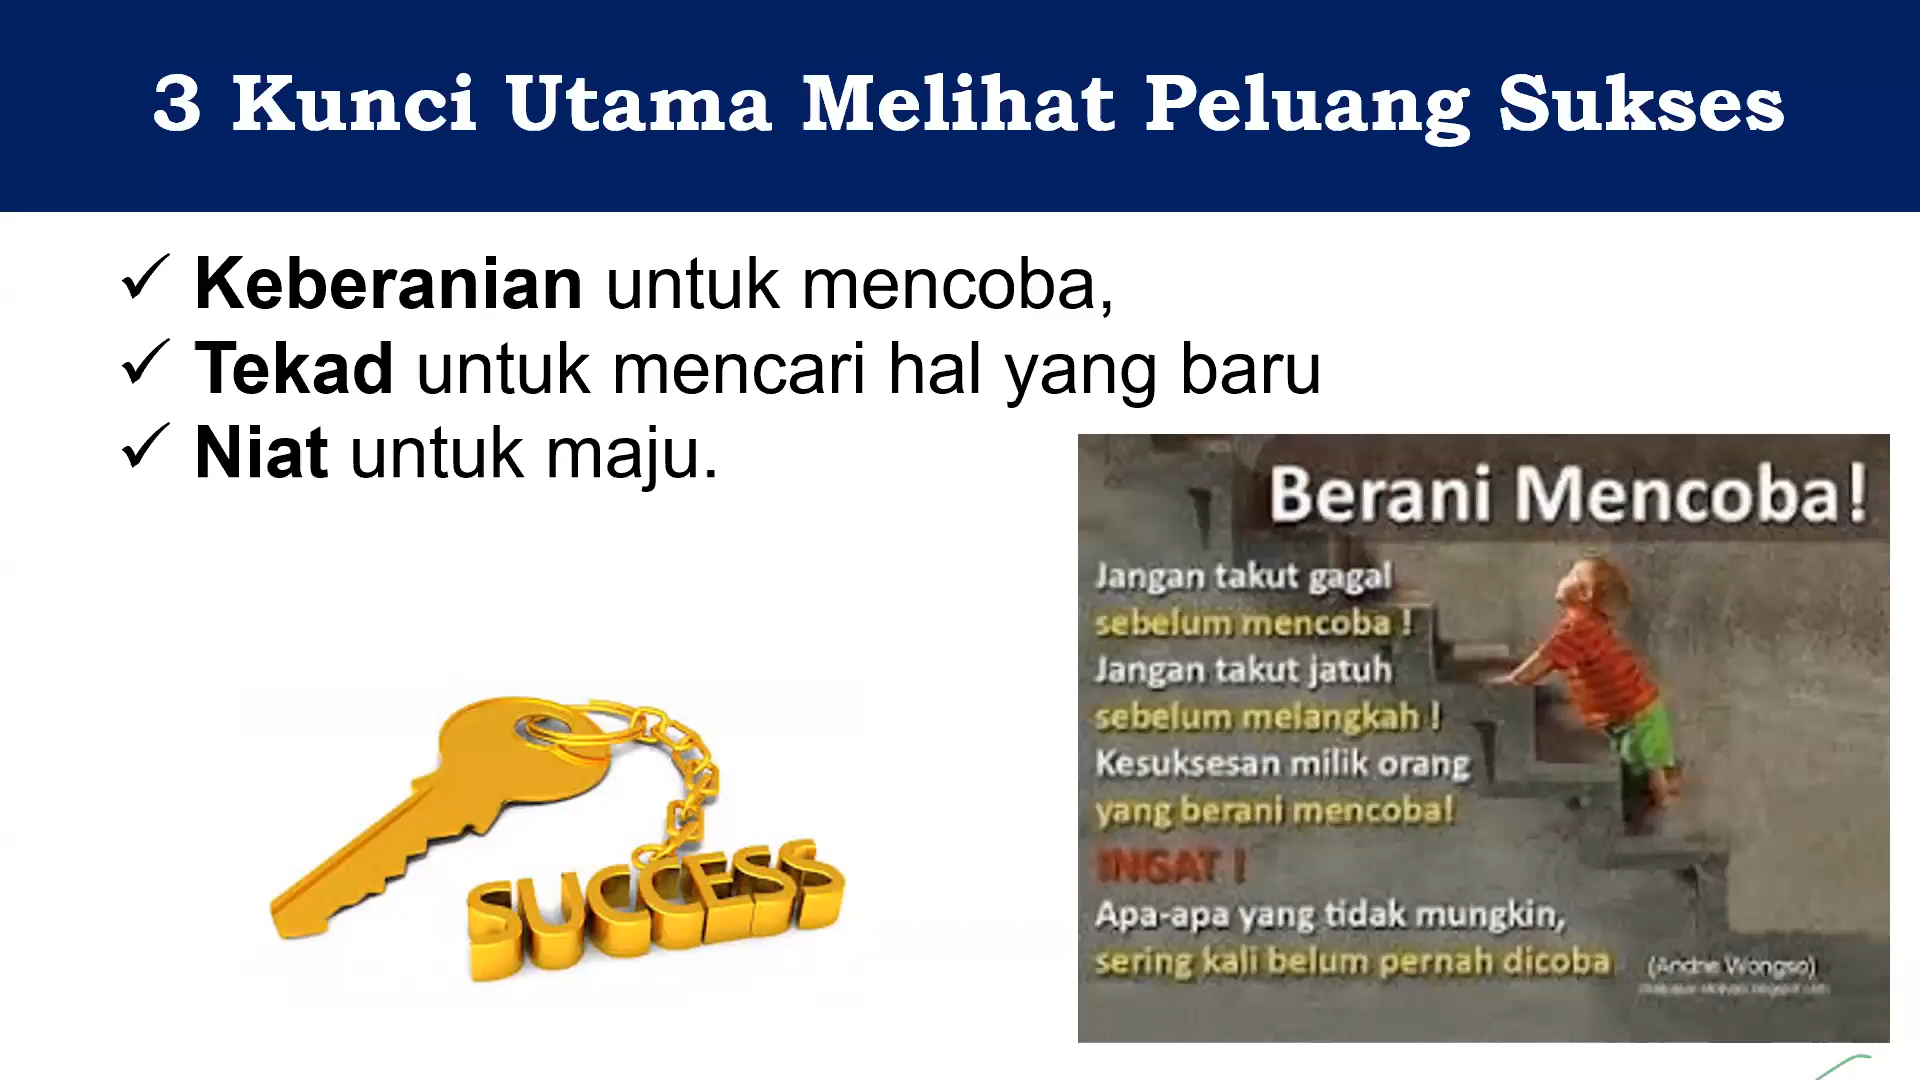 3 Kunci Utama Melihat Peluang Sukses
✓ Keberanian untuk mencoba,
✓ Tekad untuk mencari hal yang baru
✓ Niat untuk maju.
SUCCESS
Berani Mencoba!
Jangan takut gagal
sebelum mencoba !
Jangan takut jatuh
sebelum melangkah !
Kesuksesan milik orang
yang berani mencoba!
INGAT !
Apa-apa yang tidak mungkin,
sering kali belum pernah dicoba
(Andrie Wongso)